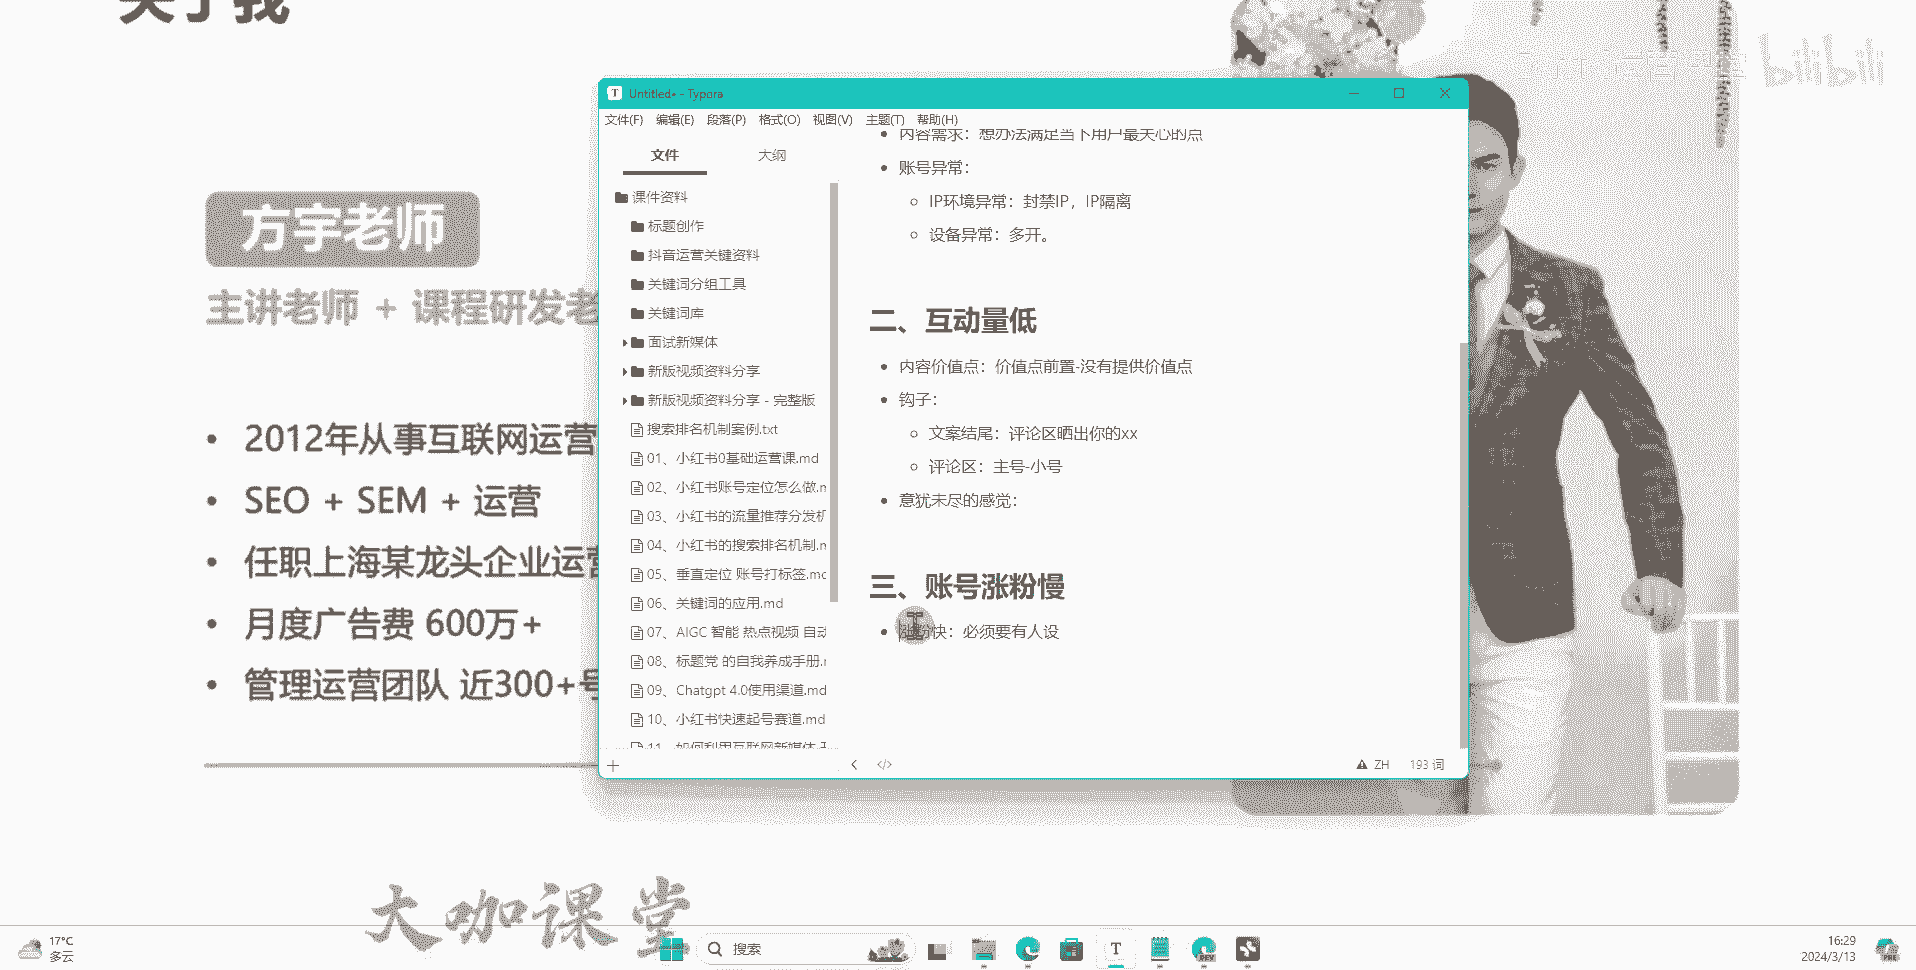 关于我
bilibili
方宇老师
主讲老师 + 课程研发老
2012年从事互联网运营
SEO + SEM + 运营
任职上海某龙头企业运营
月度广告费 600万+
管理运营团队 近300+号
Untitled• - Typora
文件(F) 编辑(E) 段落(P) 格式(O) 视图(V) 主题(T) 帮助(H)
文件 大纲
课件资料
标题创作
抖音运营关键资料
关键词分组工具
关键词库
面试新媒体
新版视频资料分享
新版视频资料分享 - 完整版
搜索排名机制案例.txt
01、小红书0基础运营课.md
02、小红书账号定位怎么做.m
03、小红书的流量推荐分发机
04、小红书的搜索排名机制.m
05、垂直定位 账号打标签.md
06、关键词的应用.md
07、AIGC 智能 热点视频 自动
08、标题党 的自我养成手册.m
09、Chatgpt 4.0使用渠道.md
10、小红书快速起号赛道.md
11、如何利用互联网新媒体
内容需求：想办法满足当下用户最关心的点
账号异常：
IP环境异常：封禁IP，IP隔离
设备异常：多开。
二、互动量低
内容价值点：价值点前置-没有提供价值点
钩子：
文案结尾：评论区晒出你的xx
评论区：主号-小号
意犹未尽的感觉：
三、账号涨粉慢
涨粉快：必须要有人设
ZH 193 词
大咖课堂
17°C
多云
搜索
16:29
2024/3/13